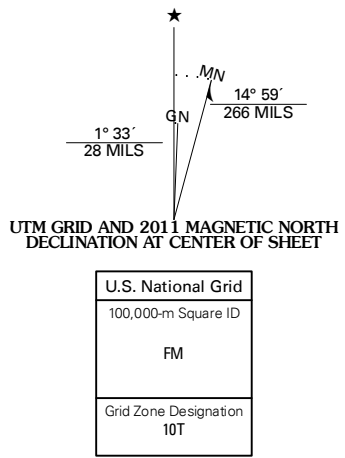 ★
MN
14° 59´
266 MILS
GN
1° 33´
28 MILS
UTM GRID AND 2011 MAGNETIC NORTH
DECLINATION AT CENTER OF SHEET
U.S. National Grid
100,000-m Square ID
FM
Grid Zone Designation
10T